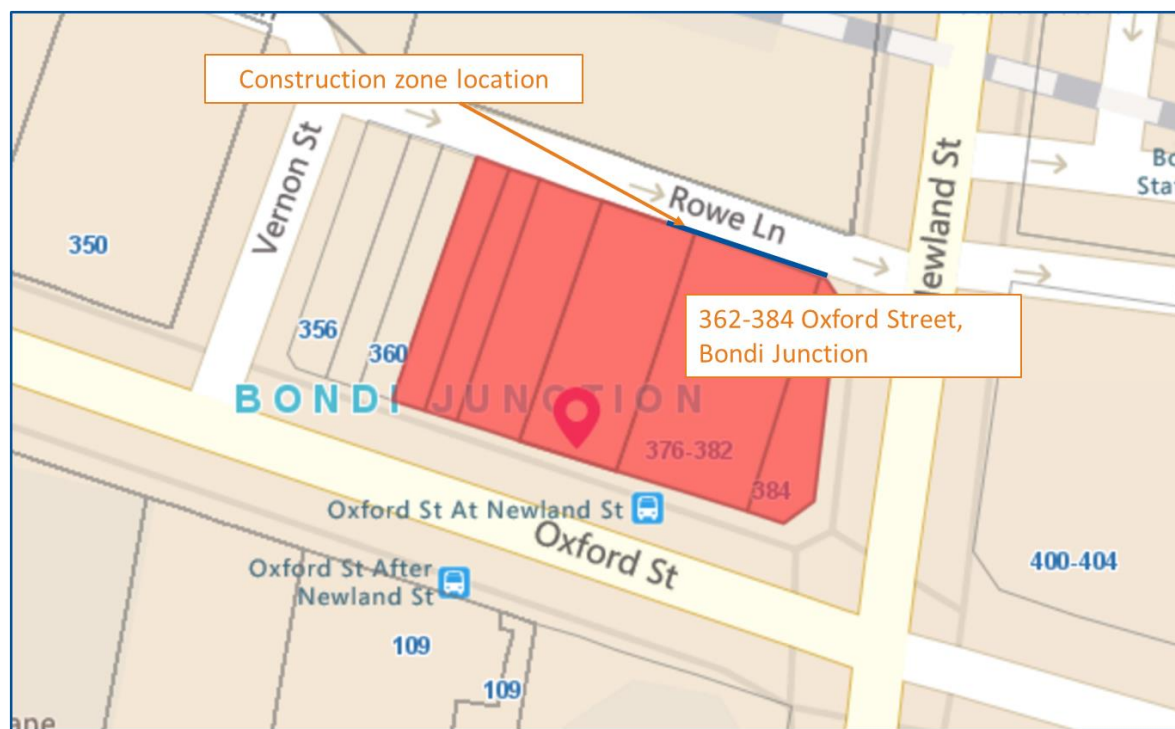 Construction zone location
Vernon St
Rowe Ln
Newland St
350
356
360
BONDI JUNCTION
362-384 Oxford Street,
Bondi Junction
376-382
384
Oxford St At Newland St
Oxford St
Oxford St After
Newland St
400-404
109
109